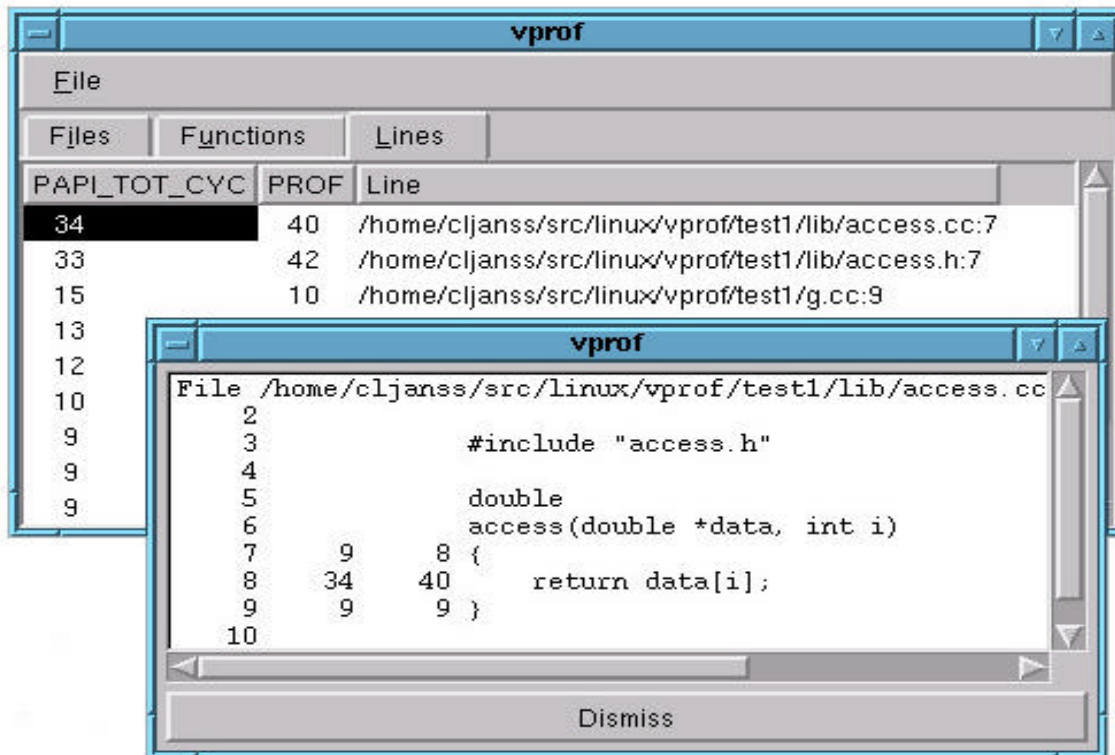 vprof
File
Files Functions Lines
PAPI_TOT_CYC PROF Line
34 40 /home/cljanss/src/linux/vprof/test1/lib/access.cc:7
33 42 /home/cljanss/src/linux/vprof/test1/lib/access.h:7
15 10 /home/cljanss/src/linux/vprof/test1/g.cc:9
13
12
10
9
9
9
vprof
File /home/cljanss/src/linux/vprof/test1/lib/access.cc
2
3 #include "access.h"
4
5 double
6 access(double *data, int i)
7 9 8 {
8 34 40 return data[i];
9 9 9 }
10
Dismiss